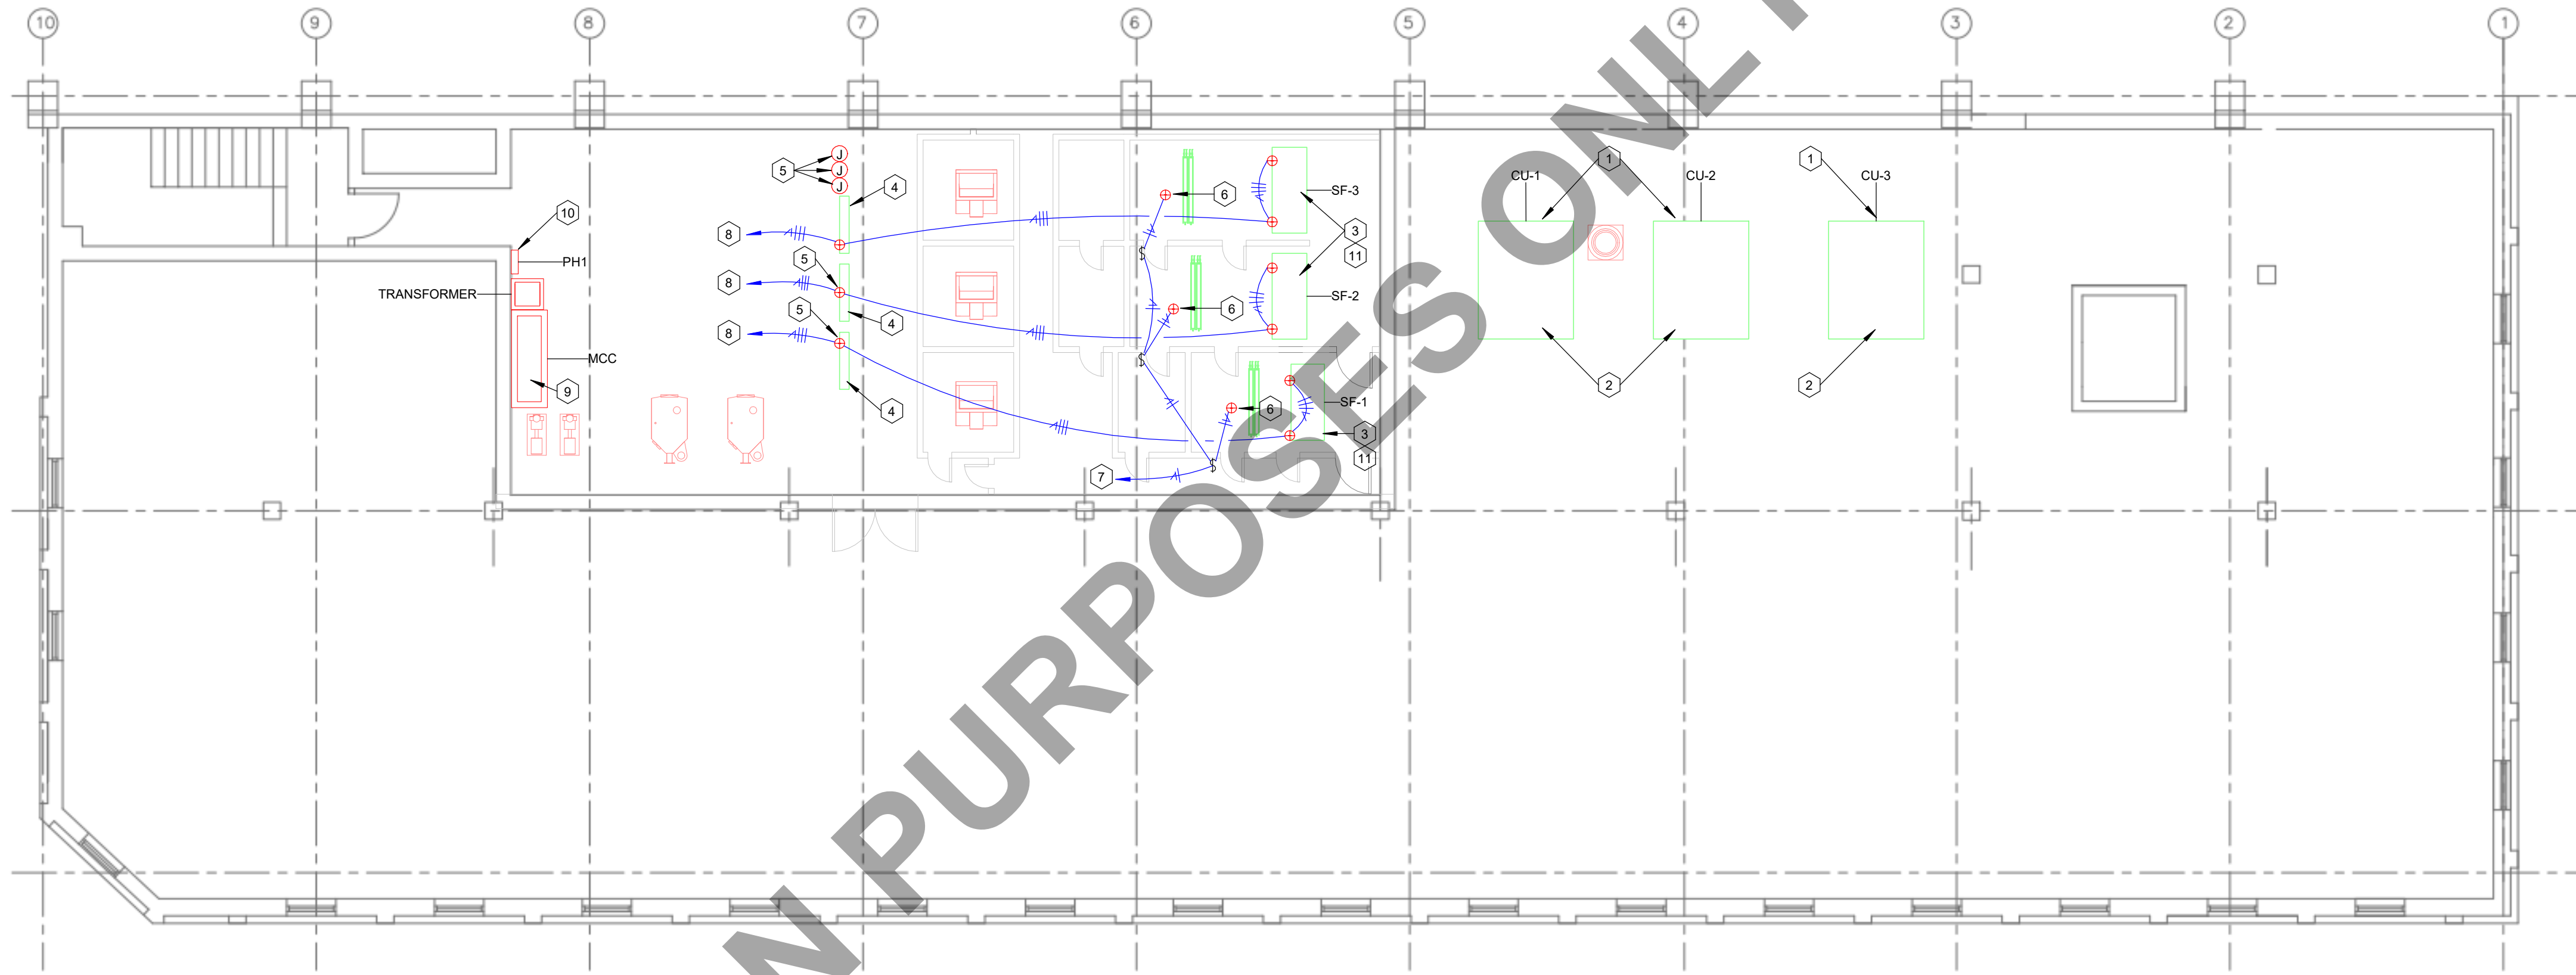 10 9 8 7 6 5 4 3 2 1
J
5 J
J
4
6
SF-3
1
1
CU-1
CU-2
CU-3
10
8
3
11
5
PH1
TRANSFORMER
8
SF-2
6
5
4
8
MCC
9
4
2
2
6
SF-1
3
11
7
N PURPOSES ONL